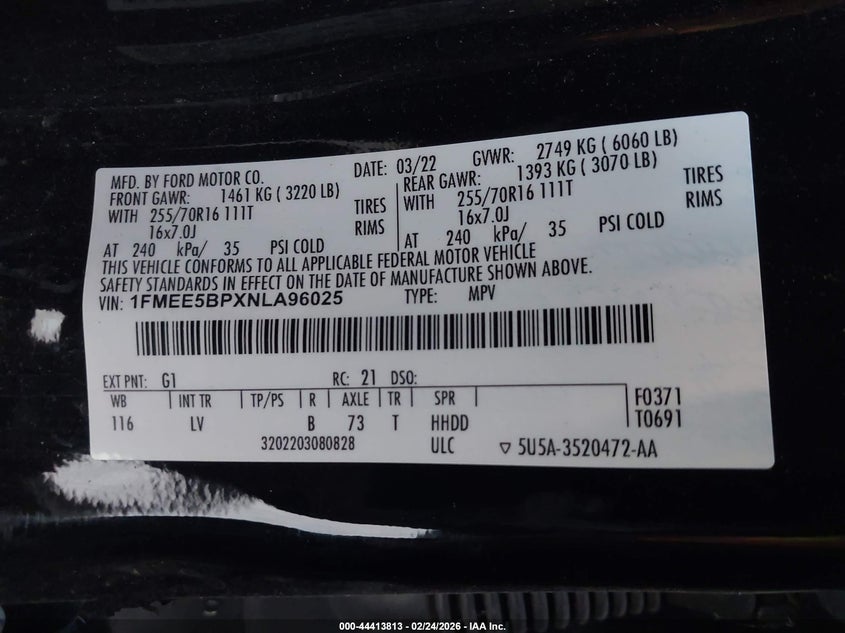 MFD. BY FORD MOTOR CO. DATE: 03/22 GVWR: 2749 KG ( 6060 LB)
FRONT GAWR: 1461 KG ( 3220 LB) REAR GAWR: 1393 KG ( 3070 LB)
WITH 255/70R16 111T TIRES WITH 255/70R16 111T TIRES
16x7.0J RIMS 16x7.0J RIMS
AT 240 kPa/ 35 PSI COLD AT 240 kPa/ 35 PSI COLD
THIS VEHICLE CONFORMS TO ALL APPLICABLE FEDERAL MOTOR VEHICLE
SAFETY STANDARDS IN EFFECT ON THE DATE OF MANUFACTURE SHOWN ABOVE.
VIN: 1FMEE5BPXNLA96025 TYPE: MPV
EXT PNT: G1 RC: 21 DSO:
WB INT TR TP/PS R AXLE TR SPR F0371
116 LV B 73 T HHDD T0691
3202203080828 ULC ▽ 5U5A-3520472-AA
000-44413813 - 02/24/2026 - IAA Inc.